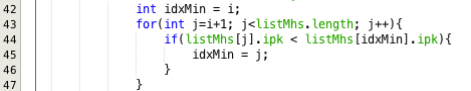 42 int idxMin = i;
43 for(int j=i+1; j<listMhs.length; j++){
44 if(listMhs[j].ipk < listMhs[idxMin].ipk){
45 idxMin = j;
46 }
47 }